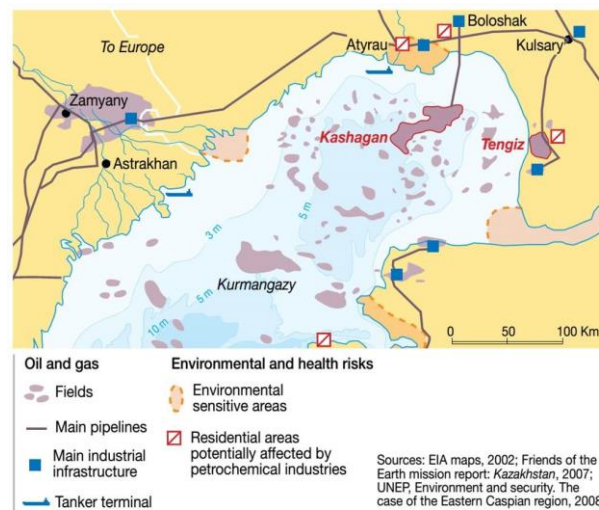 Boloshak
To Europe
Atyrau
Kulsary
Zamyany
Kashagan
Tengiz
Astrakhan
3 m
5 m
Kurmangazy
5 m
10 m
0 50 100 Km
Oil and gas
Fields
Main pipelines
Main industrial
infrastructure
Tanker terminal
Environmental and health risks
Environmental
sensitive areas
Residential areas
potentially affected by
petrochemical industries
Sources: EIA maps, 2002; Friends of the
Earth mission report: Kazakhstan, 2007;
UNEP, Environment and security. The
case of the Eastern Caspian region, 2008